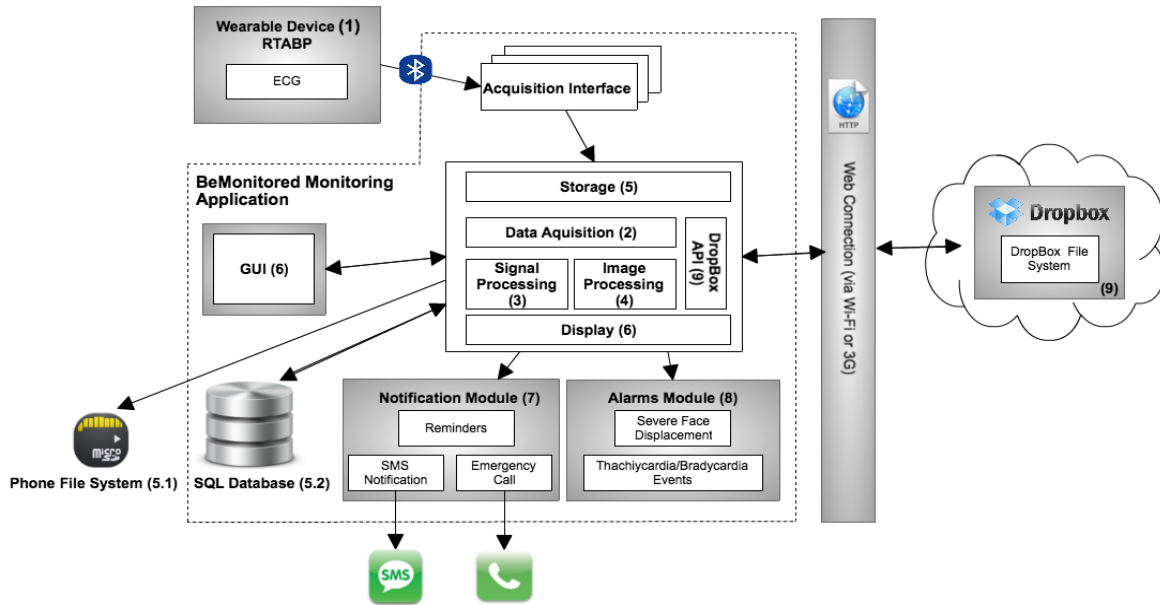 Wearable Device (1)
RTABP
ECG
Acquisition Interface
HTTP
Web Connection (via Wi-Fi or 3G)
BeMonitored Monitoring
Application
Storage (5)
Data Aquisition (2)
Signal
Processing
(3)
Image
Processing
(4)
DropBox
API (9)
Display (6)
GUI (6)
Dropbox
DropBox File
System
(9)
Notification Module (7)
Reminders
SMS
Notification
Emergency
Call
Alarms Module (8)
Severe Face
Displacement
Thachiycardia/Bradycardia
Events
micro
SD
Phone File System (5.1)
SQL Database (5.2)
SMS